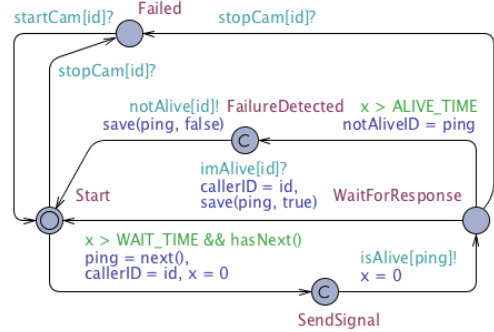 Failed
startCam[id]?
stopCam[id]?
stopCam[id]?
notAlive[id]!
save(ping, false)
FailureDetected
x > ALIVE_TIME
notAliveID = ping
C
imAlive[id]?
callerID = id,
save(ping, true)
WaitForResponse
Start
x > WAIT_TIME && hasNext()
ping = next(),
callerID = id, x = 0
isAlive[ping]!
x = 0
C
SendSignal